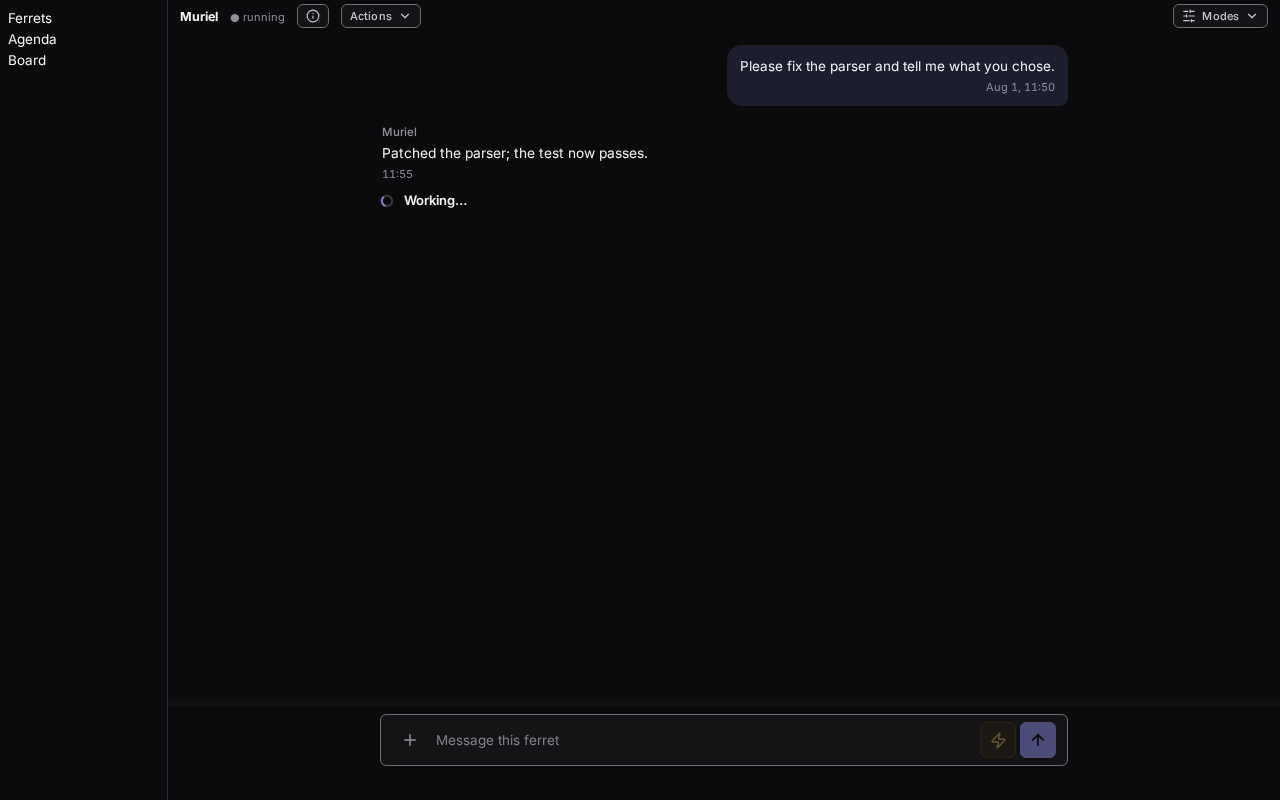 Ferrets
Agenda
Board
Muriel
running
Actions
Modes
Please fix the parser and tell me what you chose.
Aug 1, 11:50
Muriel
Patched the parser; the test now passes.
11:55
Working...
Message this ferret